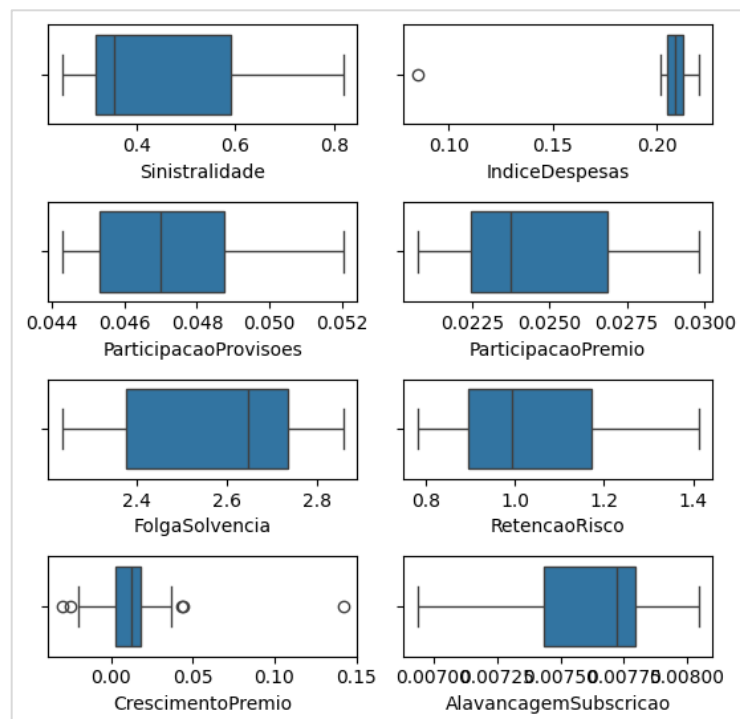 0.4 0.6 0.8
Sinistralidade
0.10 0.15 0.20
IndiceDespesas
0.044 0.046 0.048 0.050 0.052
ParticipacaoProvisoes
0.0225 0.0250 0.0275 0.0300
ParticipacaoPremio
2.4 2.6 2.8
FolgaSolvencia
0.8 1.0 1.2 1.4
RetencaoRisco
0.00 0.05 0.10 0.15
CrescimentoPremio
0.00700 0.00725 0.00750 0.00775 0.00800
AlavancagemSubscricao